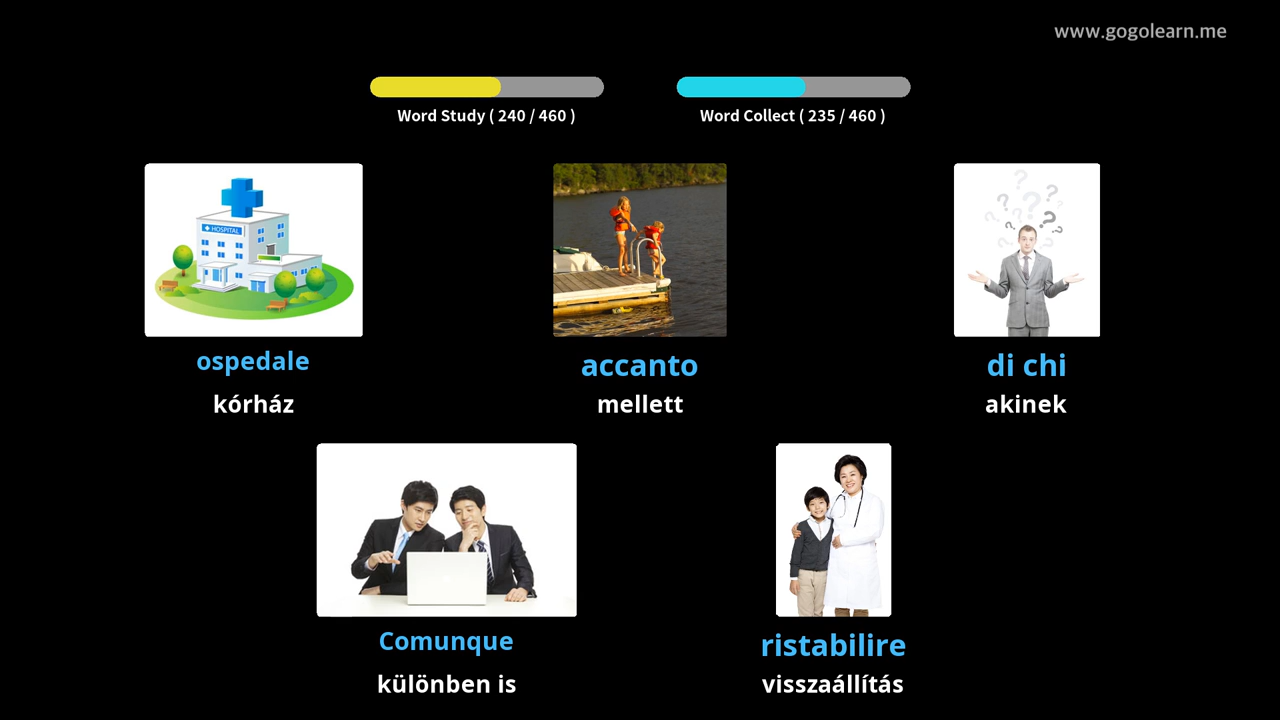 www.gogolearn.me
Word Study ( 240 / 460 )
Word Collect ( 235 / 460 )
HOSPITAL
ospedale
kórház
accanto
mellett
di chi
akinek
Comunque
különben is
ristabilire
visszaállítás